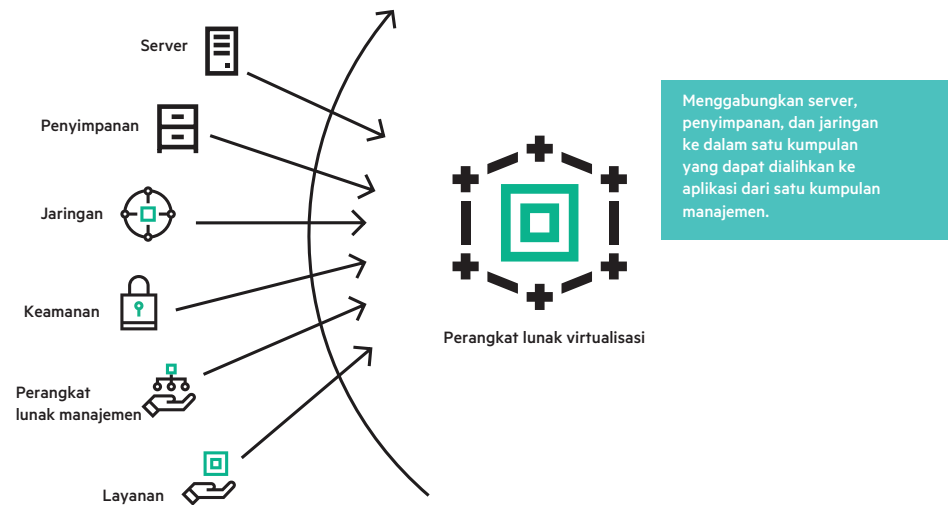 Server
Penyimpanan
Jaringan
Keamanan
Perangkat
lunak manajemen
Layanan
Perangkat lunak virtualisasi
Menggabungkan server,
penyimpanan, dan jaringan
ke dalam satu kumpulan
yang dapat dialihkan ke
aplikasi dari satu kumpulan
manajemen.